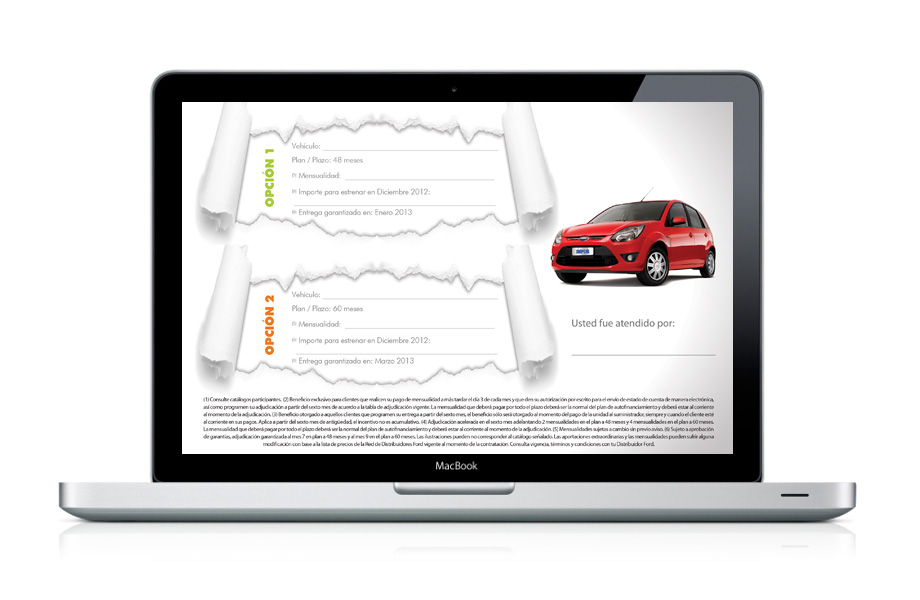 OPCIÓN 1
Vehículo:
Plan / Plazo: 48 meses
(5) Mensualidad:
(6) Importe para estrenar en Diciembre 2012:
(6) Entrega garantizado en: Enero 2013
OPCIÓN 2
Vehículo:
Plan / Plazo: 60 meses
(5) Mensualidad:
(6) Importe para estrenar en Diciembre 2012:
(6) Entrega garantizado en: Marzo 2013
Usted fue atendido por:
(1) Consulte catálogos participantes. (2) Beneficio exclusivo para clientes que realicen su pago de mensualidad a más tardar el día 3 de cada mes y que den su autorización por escrito para el envío de estado de cuenta de manera electrónica,
así como programen su adjudicación a partir del sexto mes de acuerdo a la tabla de adjudicación vigente. La mensualidad que deberá pagar por todo el plazo deberá ser la normal del plan de autofinanciamiento y deberá estar al corriente
al momento de la adjudicación. (3) Beneficio otorgado a aquellos clientes que programen su entrega a partir del sexto mes, el beneficio sólo será otorgado al momento del pago de la unidad al suministrador, siempre y cuando el cliente esté
al corriente en sus pagos. Aplica a partir del sexto mes de antigüedad, el incentivo no es acumulativo. (4) Adjudicación acelerada en el sexto mes adelantando 2 mensualidades en el plan a 48 meses y 4 mensualidades en el plan a 60 meses.
La mensualidad que deberá pagar por todo el plazo deberá ser la normal del plan de autofinanciamiento y deberá estar al corriente al momento de la adjudicación. (5) Mensualidades sujetas a cambio sin previo aviso. (6) Sujeto a aprobación
de garantías, adjudicación garantizada al mes 7 en plan a 48 meses y al mes 9 en el plan a 60 meses. Las ilustraciones pueden no corresponder al catálogo señalado. Las aportaciones extraordinarias y las mensualidades pueden sufrir alguna
modificación con base a la lista de precios de la Red de Distribuidores Ford vigente al momento de la contratación. Consulta vigencia, términos y condiciones con tu Distribuidor Ford.
MacBook